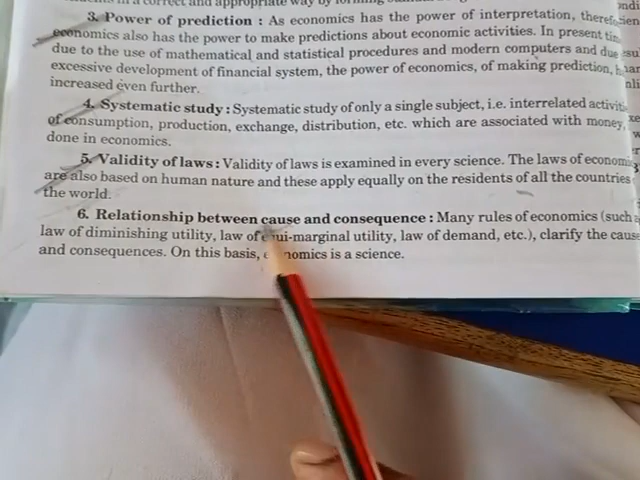 in a correct and appropriate way by
3. Power of prediction : As economics has the power of interpretation,
economics also has the power to make predictions about economic activities. In present
due to the use of mathematical and statistical procedures and modern computers and due
excessive development of financial system, the power of economics, of making prediction,
increased even further.
4. Systematic study : Systematic study of only a single subject, i.e. interrelated
of consumption, production, exchange, distribution, etc. which are associated with money,
done in economics.
5. Validity of laws : Validity of laws is examined in every science. The laws of
are also based on human nature and these apply equally on the residents of all the countries
the world.
6. Relationship between cause and consequence : Many rules of economics (such
law of diminishing utility, law of equi-marginal utility, law of demand, etc.), clarify the cause
and consequences. On this basis, economics is a science.